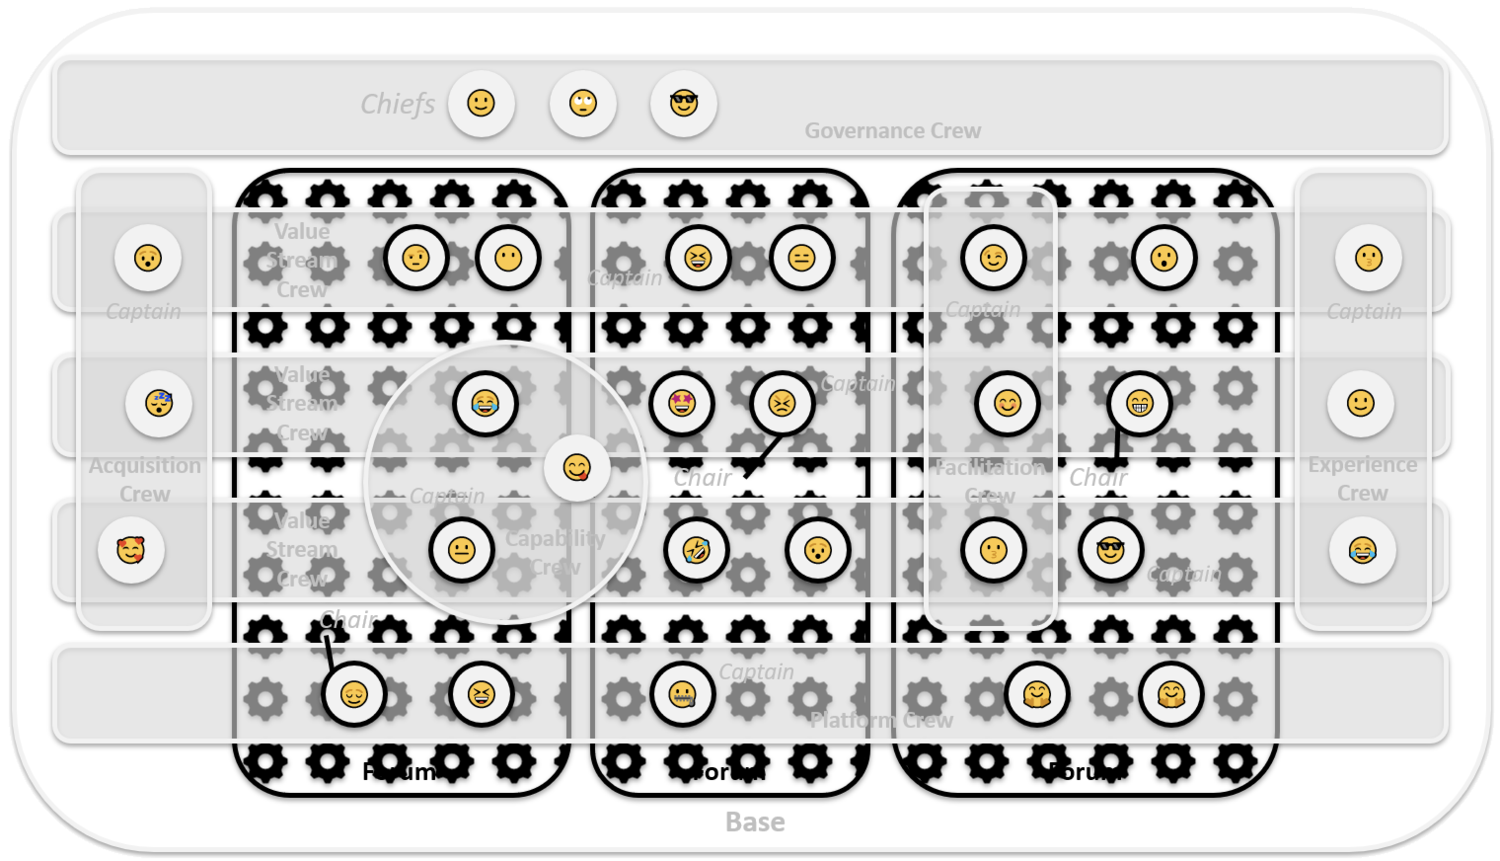 Chiefs
Governance Crew
Value
Stream
Crew
Captain
Captain
Captain
Captain
Value
Stream
Crew
Captain
Acquisition
Crew
Captain
Chair
Facilitation
Crew
Chair
Experience
Crew
Value
Stream
Crew
Capability
Crew
Captain
Chair
Captain
Platform Crew
Forum
Forum
Forum
Base